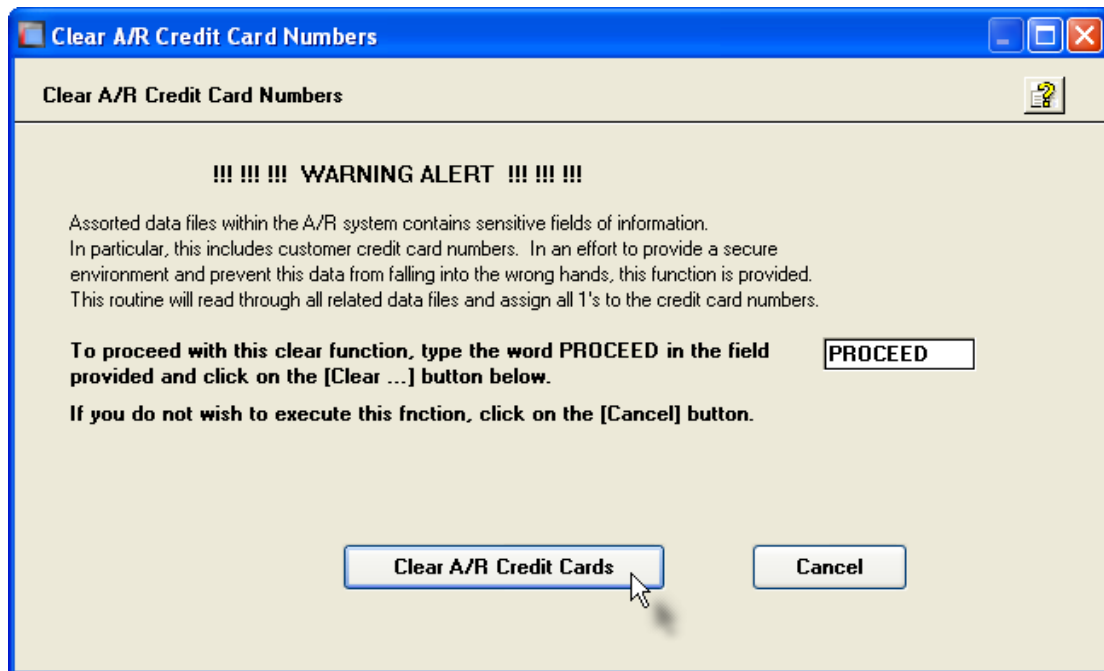 Clear A/R Credit Card Numbers
Clear A/R Credit Card Numbers
!!! !!! !!! WARNING ALERT !!! !!! !!!
Assorted data files within the A/R system contains sensitive fields of information.
In particular, this includes customer credit card numbers. In an effort to provide a secure
environment and prevent this data from falling into the wrong hands, this function is provided.
This routine will read through all related data files and assign all 1's to the credit card numbers.
To proceed with this clear function, type the word PROCEED in the field
provided and click on the [Clear ...] button below.
PROCEED
If you do not wish to execute this fnction, click on the [Cancel] button.
Clear A/R Credit Cards
Cancel